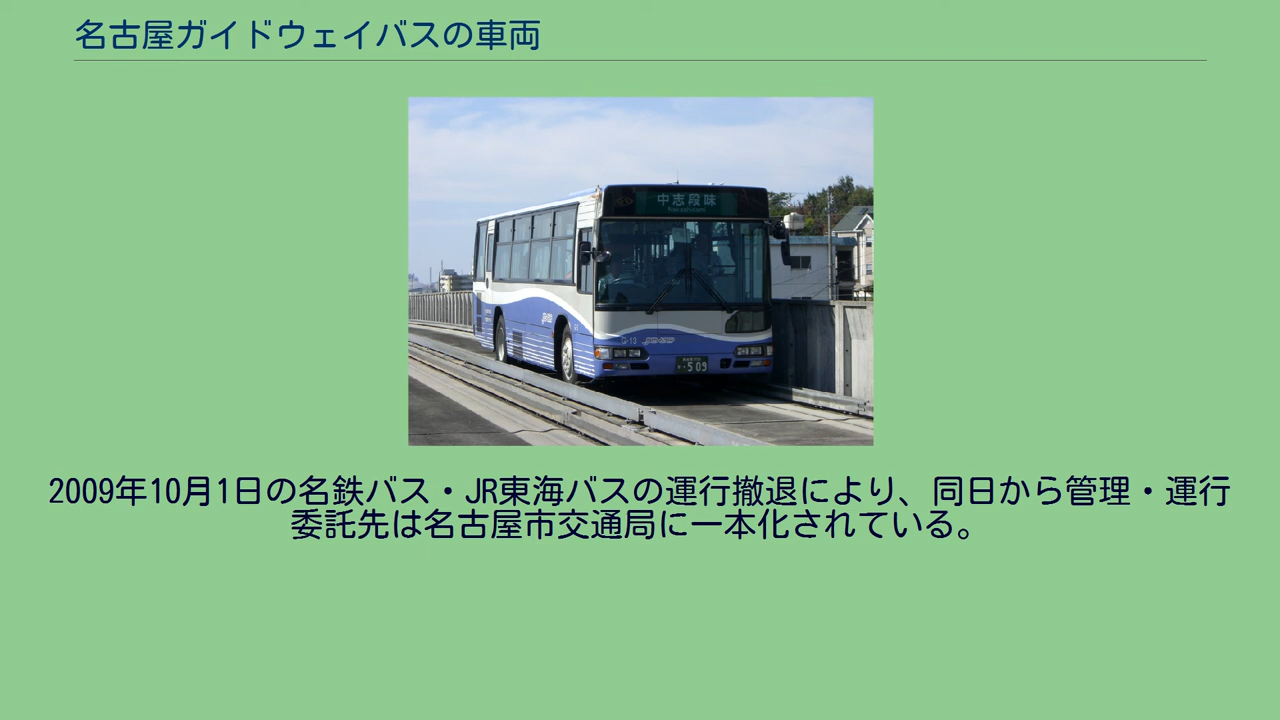 名古屋ガイドウェイバスの車両
中志段味
G-13
509
2009年10月1日の名鉄バス・JR東海バスの運行撤退により、同日から管理・運行
委託先は名古屋市交通局に一本化されている。